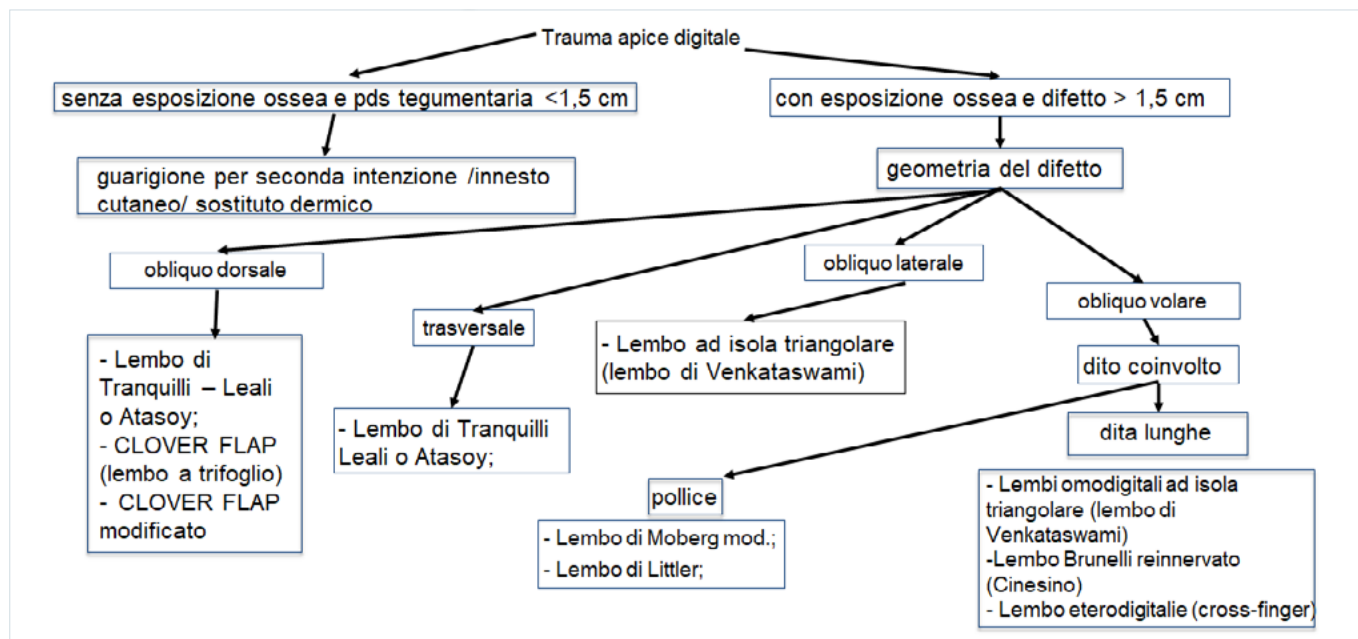 Trauma apice digitale
senza esposizione ossea e pds tegumentaria <1,5 cm
con esposizione ossea e difetto > 1,5 cm
guarigione per seconda intenzione /innesto
cutaneo/ sostituto dermico
geometria del difetto
obliquo dorsale
trasversale
obliquo laterale
obliquo volare
- Lembo di
Tranquilli – Leali
o Atasoy;
- CLOVER FLAP
(lembo a trifoglio)
- CLOVER FLAP
modificato
- Lembo di Tranquilli
Leali o Atasoy;
- Lembo ad isola triangolare
(lembo di Venkataswami)
dito coinvolto
pollice
- Lembo di Moberg mod.;
- Lembo di Littler;
dita lunghe
- Lembi omodigitali ad isola
triangolare (lembo di
Venkataswami)
-Lembo Brunelli reinnervato
(Cinesino)
- Lembo eterodigitalie (cross-finger)